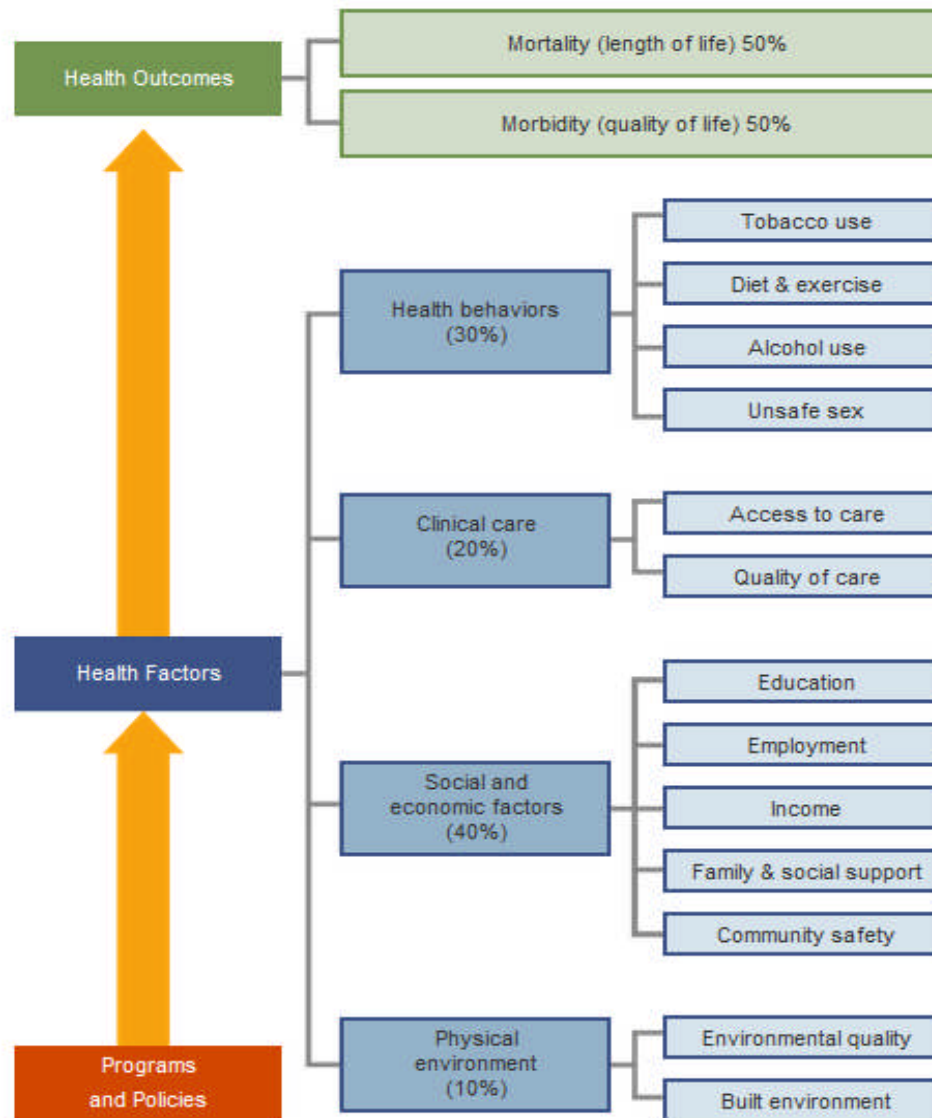 Mortality (length of life) 50%
Health Outcomes
Morbidity (quality of life) 50%
Tobacco use
Health behaviors
(30%)
Diet & exercise
Alcohol use
Unsafe sex
Clinical care
(20%)
Access to care
Quality of care
Health Factors
Social and
economic factors
(40%)
Education
Employment
Income
Family & social support
Community safety
Physical
environment
(10%)
Environmental quality
Built environment
Programs
and Policies